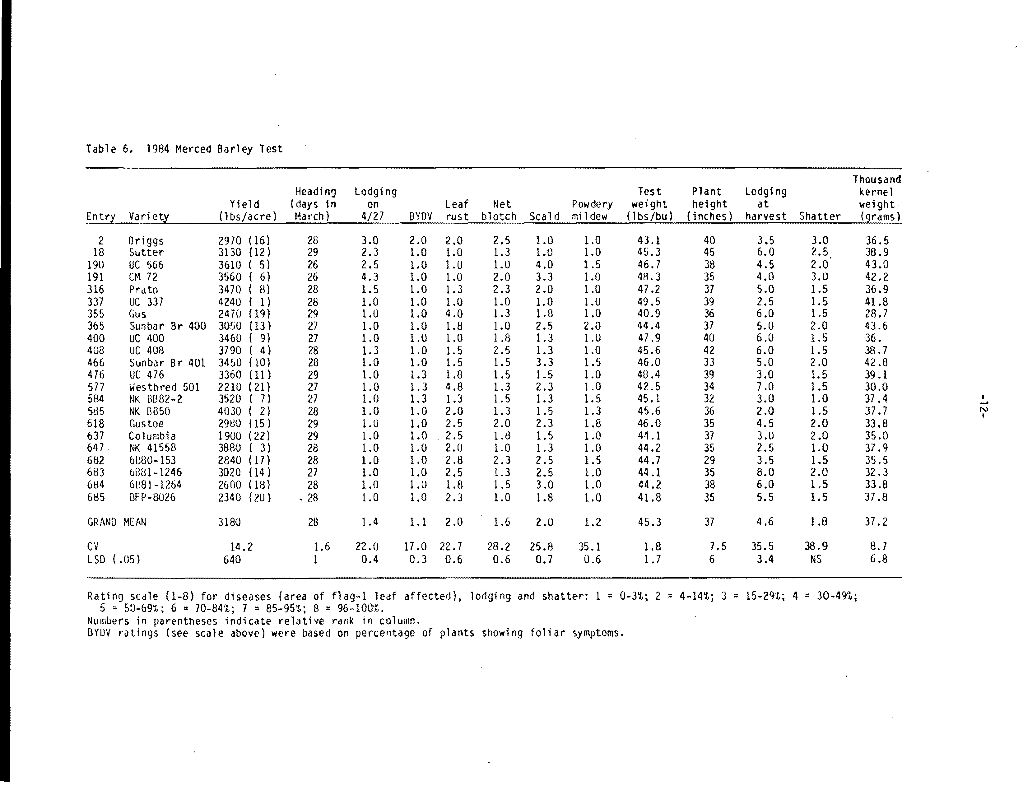 Table 6. 1984 Merced Barley Test
Thousand
Heading Lodging Test Plant Lodging kernel
Yield (days in on Leaf Net Powdery weight height at weight
Entry Variety (lbs/acre) March) 4/27 BYDV rust blotch Scald mildew (lbs/bu) (inches) harvest Shatter (grams)
2 Briggs 2970 (16) 28 3.0 2.0 2.0 2.5 1.0 1.0 43.1 40 3.5 3.0 36.5
18 Sutter 3130 (12) 29 2.3 1.0 1.0 1.3 1.0 1.0 45.3 45 6.0 2.5 38.9
190 UC 566 3610 ( 5) 26 2.5 1.0 1.0 1.0 4.0 1.5 46.7 38 4.5 2.0 43.0
191 CM 72 3560 ( 6) 26 4.3 1.0 1.0 2.0 3.3 1.0 48.3 35 4.0 3.0 42.2
316 Prato 3470 ( 8) 28 1.5 1.0 1.3 2.3 2.0 1.0 47.2 37 5.0 1.5 36.9
337 UC 337 4240 ( 1) 28 1.0 1.0 1.0 1.0 1.0 1.0 49.5 39 2.5 1.5 41.8
355 Gus 2470 (19) 29 1.0 1.0 4.0 1.3 1.8 1.0 40.9 36 6.0 1.5 28.7
365 Sunbar Br 400 3050 (13) 27 1.0 1.0 1.8 1.0 2.5 2.0 44.4 37 5.0 2.0 43.6
400 UC 400 3460 ( 9) 27 1.0 1.0 1.0 1.8 1.3 1.0 47.9 40 6.0 1.5 36.
408 UC 408 3790 ( 4) 28 1.3 1.0 1.5 2.5 1.3 1.0 45.6 42 6.0 1.5 38.7
466 Sunbar Br 401 3450 (10) 28 1.0 1.0 1.5 1.5 3.3 1.5 46.0 33 5.0 2.0 42.8
476 UC 476 3360 (11) 29 1.0 1.3 1.8 1.5 1.5 1.0 48.4 39 3.0 1.5 39.1
577 Westbred 501 2210 (21) 27 1.0 1.3 4.8 1.3 2.3 1.0 42.5 34 7.0 1.5 30.0
584 NK BB82-2 3520 ( 7) 27 1.0 1.3 1.3 1.5 1.3 1.5 45.1 32 3.0 1.0 37.4
585 NK B850 4030 ( 2) 28 1.0 1.0 2.0 1.3 1.5 1.3 45.6 36 2.0 1.5 37.7
618 Gustoe 2980 (15) 29 1.0 1.0 2.5 2.0 2.3 1.8 46.0 35 4.5 2.0 33.8
637 Columbia 1900 (22) 29 1.0 1.0 2.5 1.8 1.5 1.0 41.1 37 3.0 2.0 35.0
647 NK 41558 3880 ( 3) 28 1.0 1.0 2.0 1.0 1.3 1.0 44.2 35 2.5 1.0 37.9
682 6B80-153 2840 (17) 28 1.0 1.0 2.8 2.3 2.5 1.5 44.7 29 3.5 1.5 35.5
683 6B81-1246 3020 (14) 27 1.0 1.0 2.5 1.3 2.5 1.0 44.1 35 8.0 2.0 32.3
684 6B81-1264 2600 (18) 28 1.0 1.0 1.8 1.5 3.0 1.0 44.2 38 6.0 1.5 33.8
685 BFP-8026 2340 (20) 28 1.0 1.0 2.3 1.0 1.8 1.0 41.8 35 5.5 1.5 37.8
GRAND MEAN 3180 28 1.4 1.1 2.0 1.6 2.0 1.2 45.3 37 4.6 1.8 37.2
CV 14.2 1.6 22.0 17.0 22.7 28.2 25.8 35.1 1.8 7.5 35.5 38.9 8.7
LSD (.05) 640 1 0.4 0.3 0.6 0.6 0.7 0.6 1.7 6 3.4 NS 6.8
Rating scale (1-8) for diseases (area of flag-1 leaf affected), lodging and shatter: 1 = 0-3%; 2 = 4-14%; 3 = 15-29%; 4 = 30-49%;
5 = 50-69%; 6 = 70-84%; 7 = 85-95%; 8 = 96-100%.
Numbers in parentheses indicate relative rank in column.
BYDV ratings (see scale above) were based on percentage of plants showing foliar symptoms.
-12-